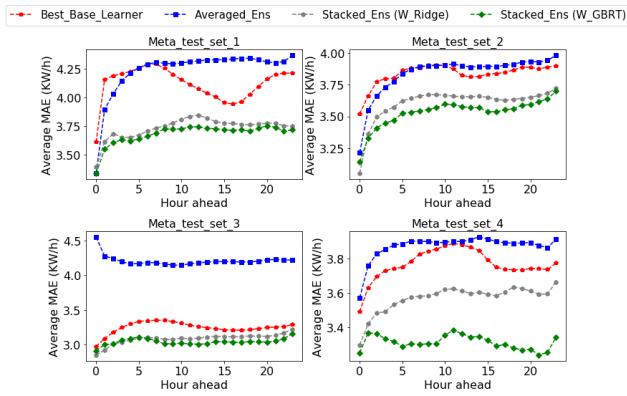 Best_Base_Learner Averaged_Ens Stacked_Ens (W_Ridge) Stacked_Ens (W_GBRT)
Meta_test_set_1 Meta_test_set_2
Average MAE (KW/h) Average MAE (KW/h)
4.25 4.00
4.00 3.75
3.75 3.50
3.50 3.25
0 5 10 15 20 0 5 10 15 20
Hour ahead Hour ahead
Meta_test_set_3 Meta_test_set_4
Average MAE (KW/h) Average MAE (KW/h)
4.5 3.8
4.0 3.6
3.5 3.4
3.0
0 5 10 15 20 0 5 10 15 20
Hour ahead Hour ahead